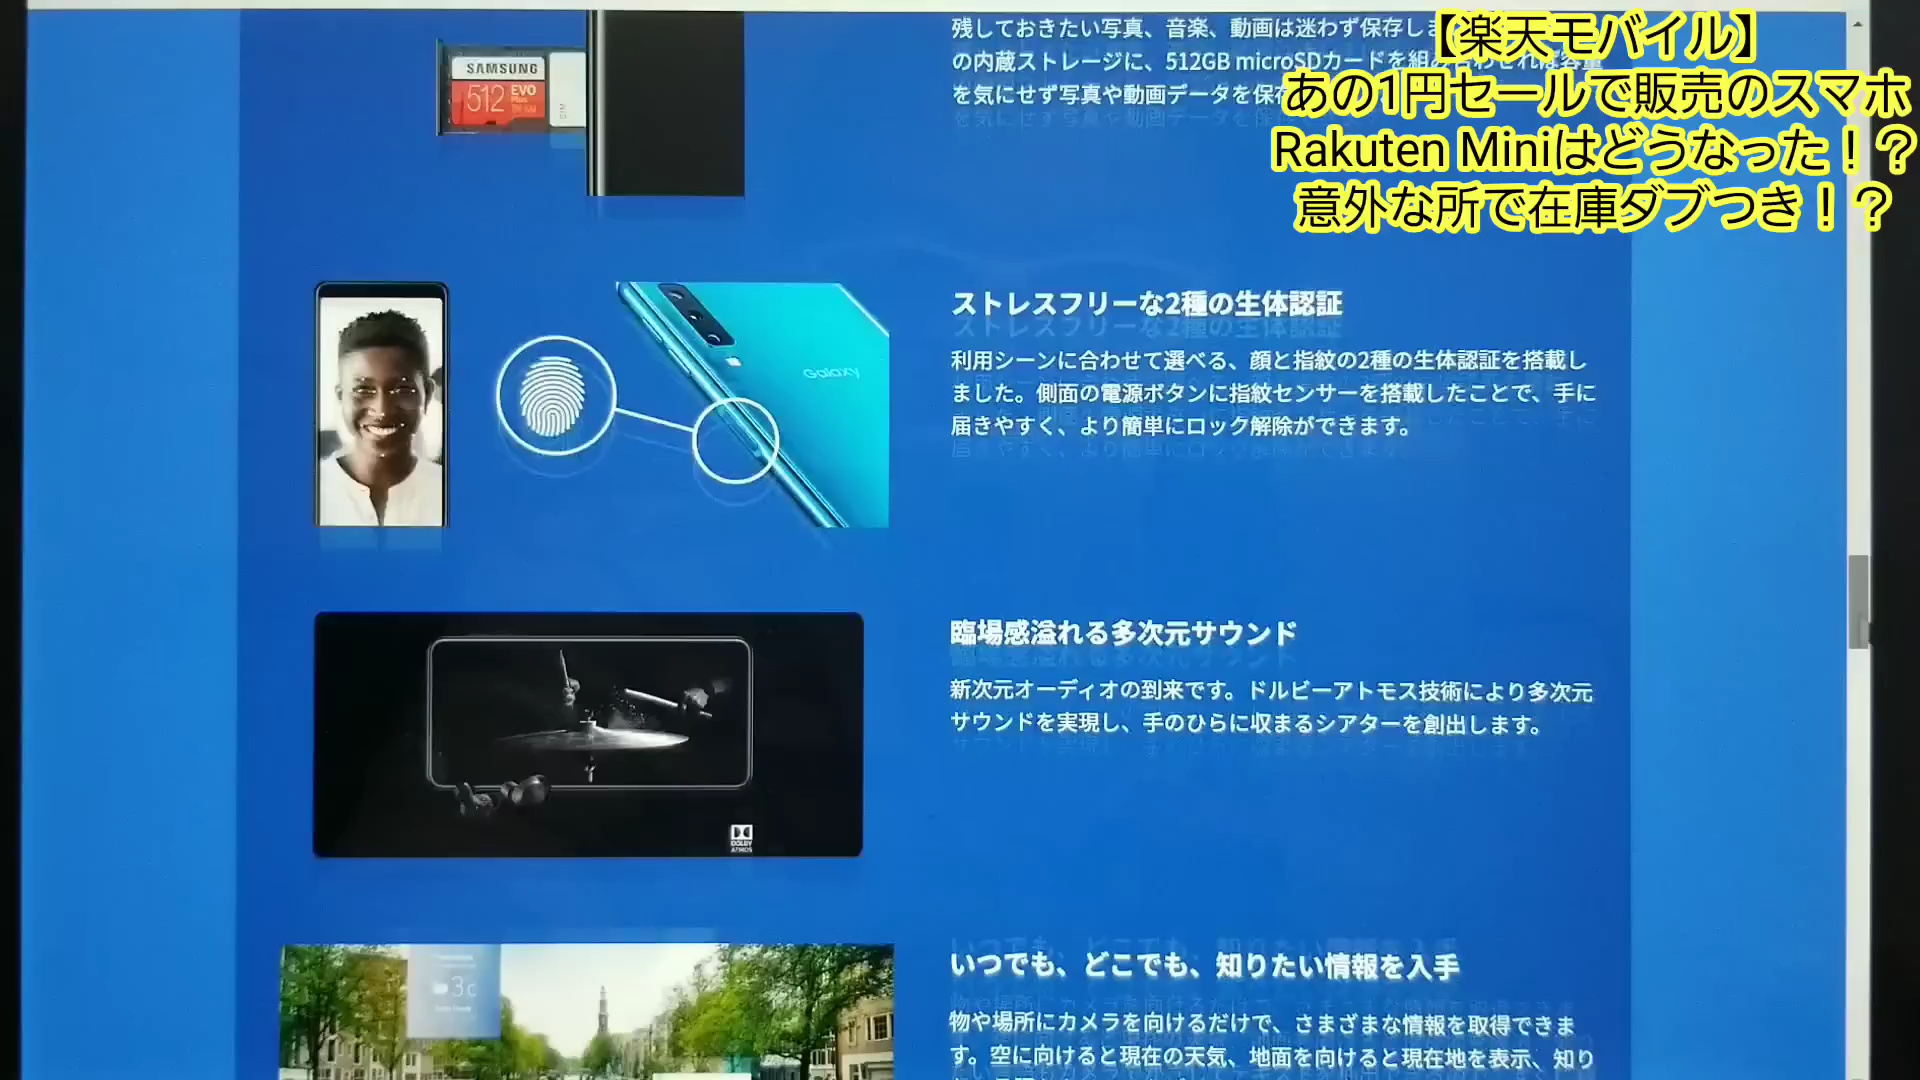 残しておきたい写真、音楽、動画は迷わず保存しま
の内蔵ストレージに、512GB microSDカードを組み合わせれば容量
を気にせず写真や動画データを保存
【楽天モバイル】
あの1円セールで販売のスマホ
Rakuten Miniはどうなった！？
意外な所で在庫ダブつき！？
SAMSUNG
512 EVO
Plus
ストレスフリーな2種の生体認証
利用シーンに合わせて選べる、顔と指紋の2種の生体認証を搭載し
ました。側面の電源ボタンに指紋センサーを搭載したことで、手に
届きやすく、より簡単にロック解除ができます。
Galaxy
臨場感溢れる多次元サウンド
新次元オーディオの到来です。ドルビーアトモス技術により多次元
サウンドを実現し、手のひらに収まるシアターを創出します。
DOLBY
ATMOS
いつでも、どこでも、知りたい情報を入手
物や場所にカメラを向けるだけで、さまざまな情報を取得できま
す。空に向けると現在の天気、地面を向けると現在地を表示、知り
3c